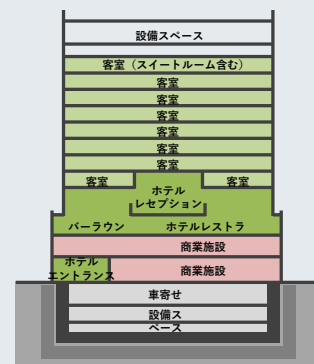 設備スペース
客室（スイートルーム含む）
客室
客室
客室
客室
客室
客室
客室
客室
ホテル
レセプション
バーラウン
ホテルレストラ
商業施設
ホテル
エントランス
商業施設
車寄せ
設備ス
ペース